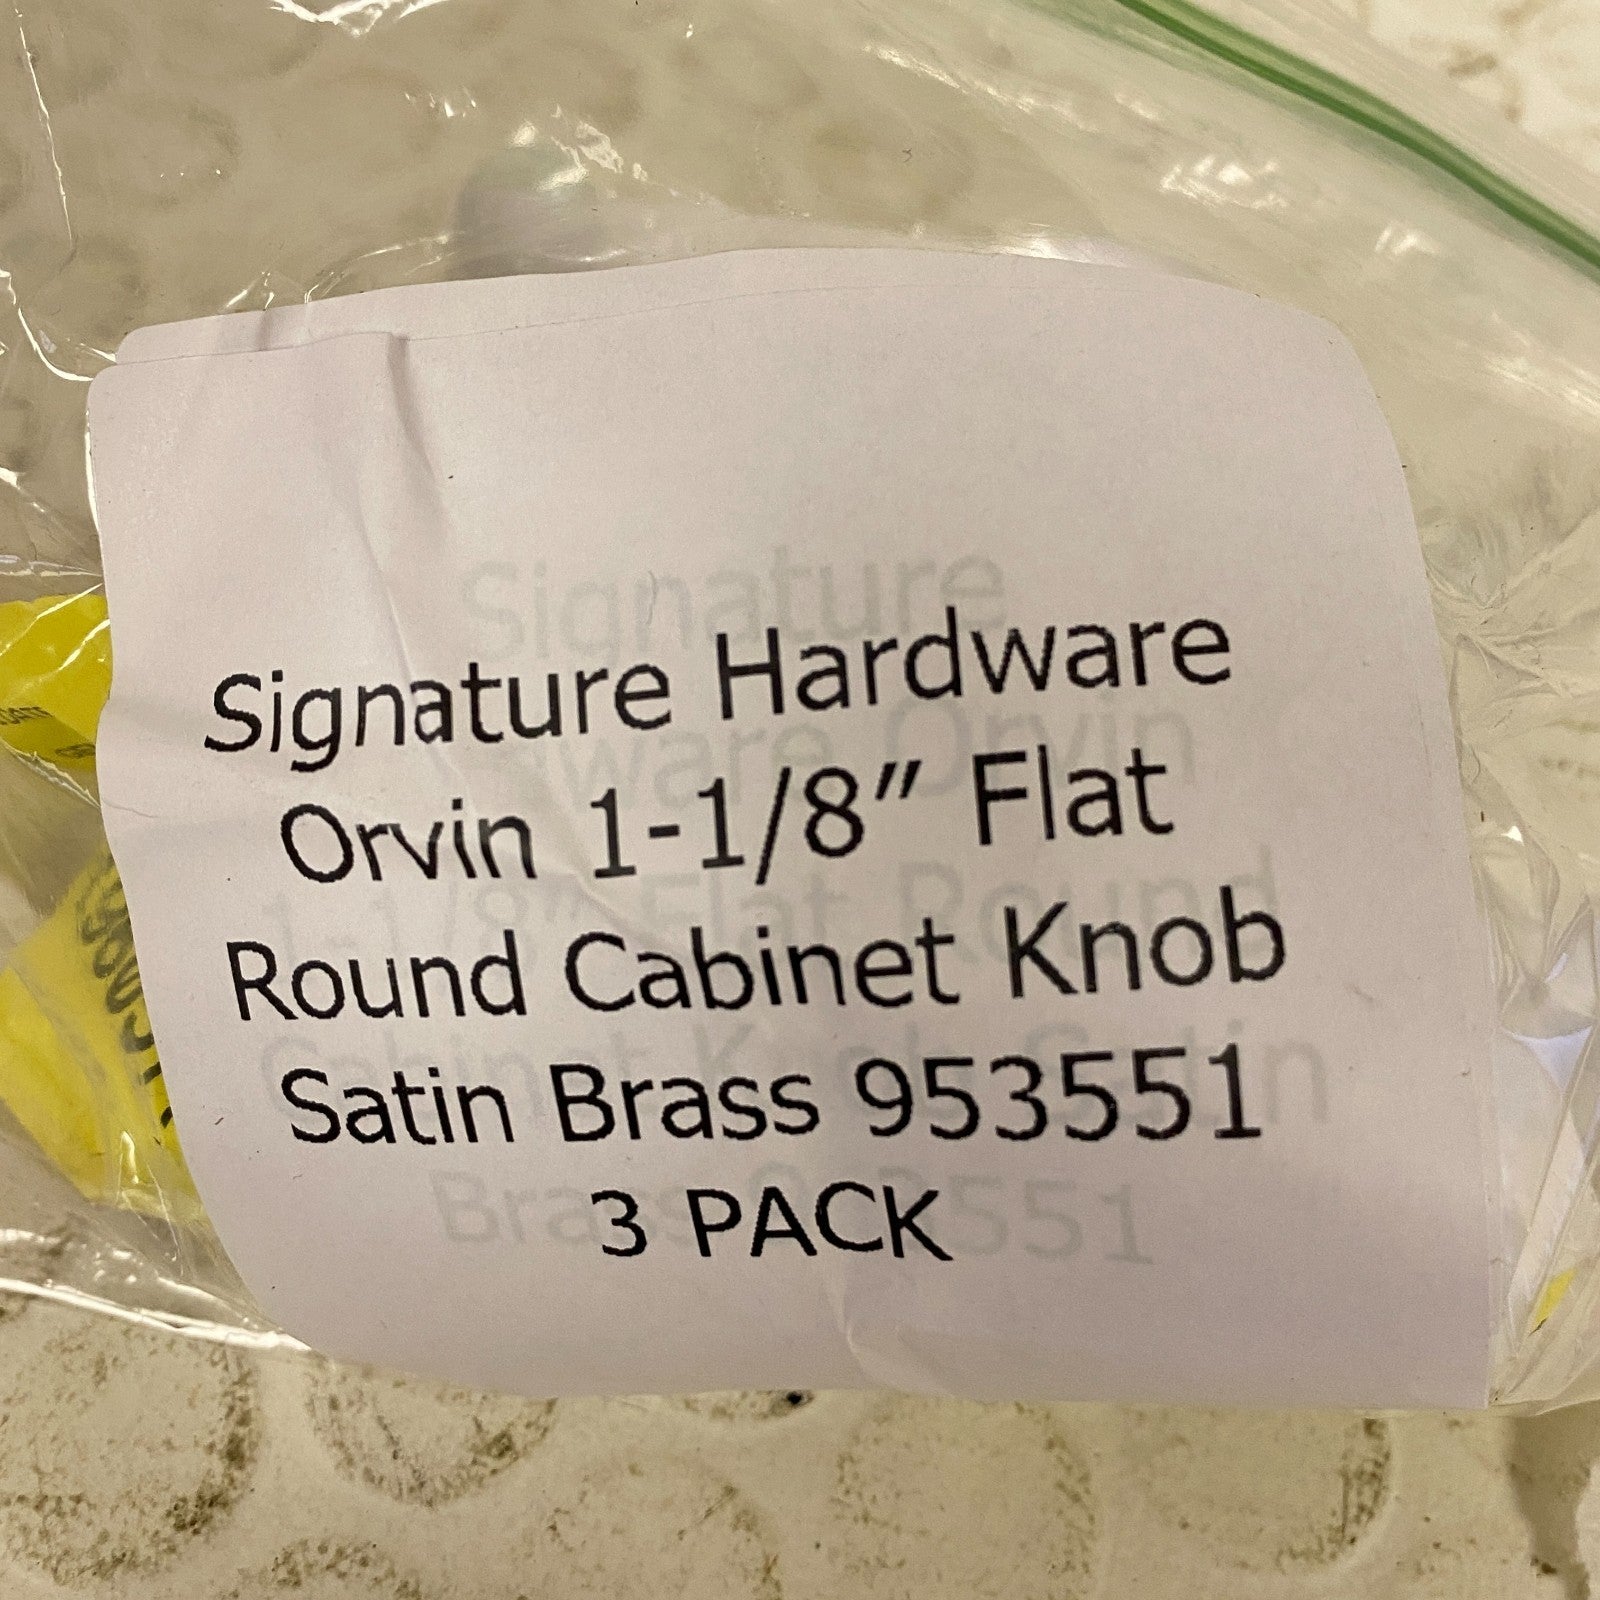 Signature Hardware
Orvin 1-1/8″ Flat
Round Cabinet Knob
Satin Brass 953551
3 PACK